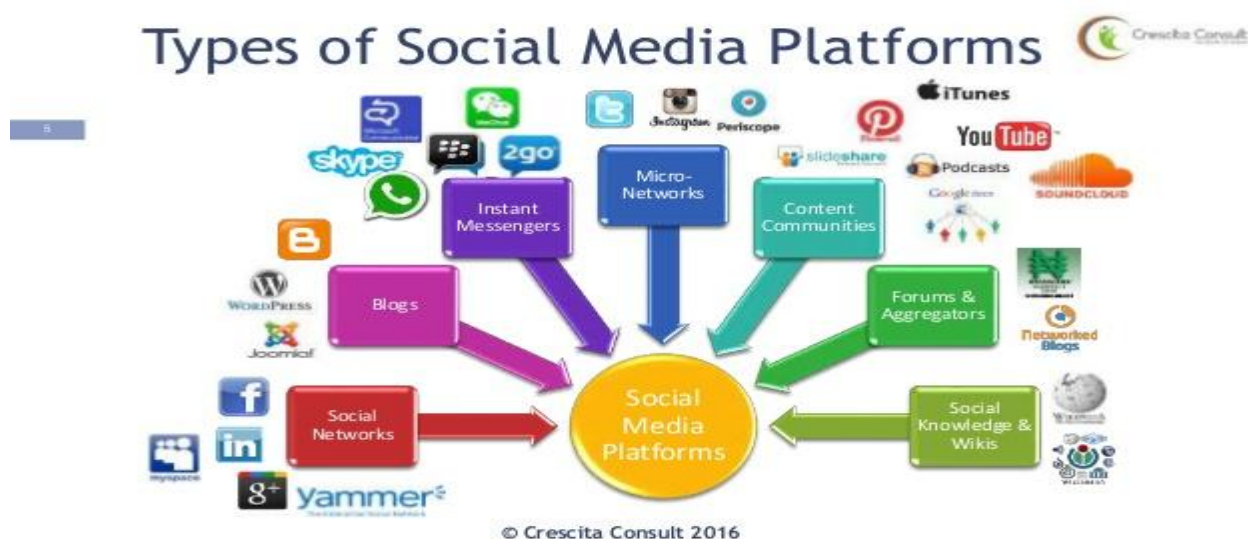 Types of Social Media Platforms
Crescita Consult
5
iTunes
Instagram
Periscope
YouTube
skype
2go
slideshare
Podcasts
SOUNDCLOUD
Micro-
Networks
Instant
Messengers
Content
Communities
WORDPRESS
Joomla!
Blogs
Forums &
Aggregators
Networked
Blogs
Social
Networks
Social
Media
Platforms
Social
Knowledge &
Wikis
f
in
myspace
g+
yammer
© Crescita Consult 2016